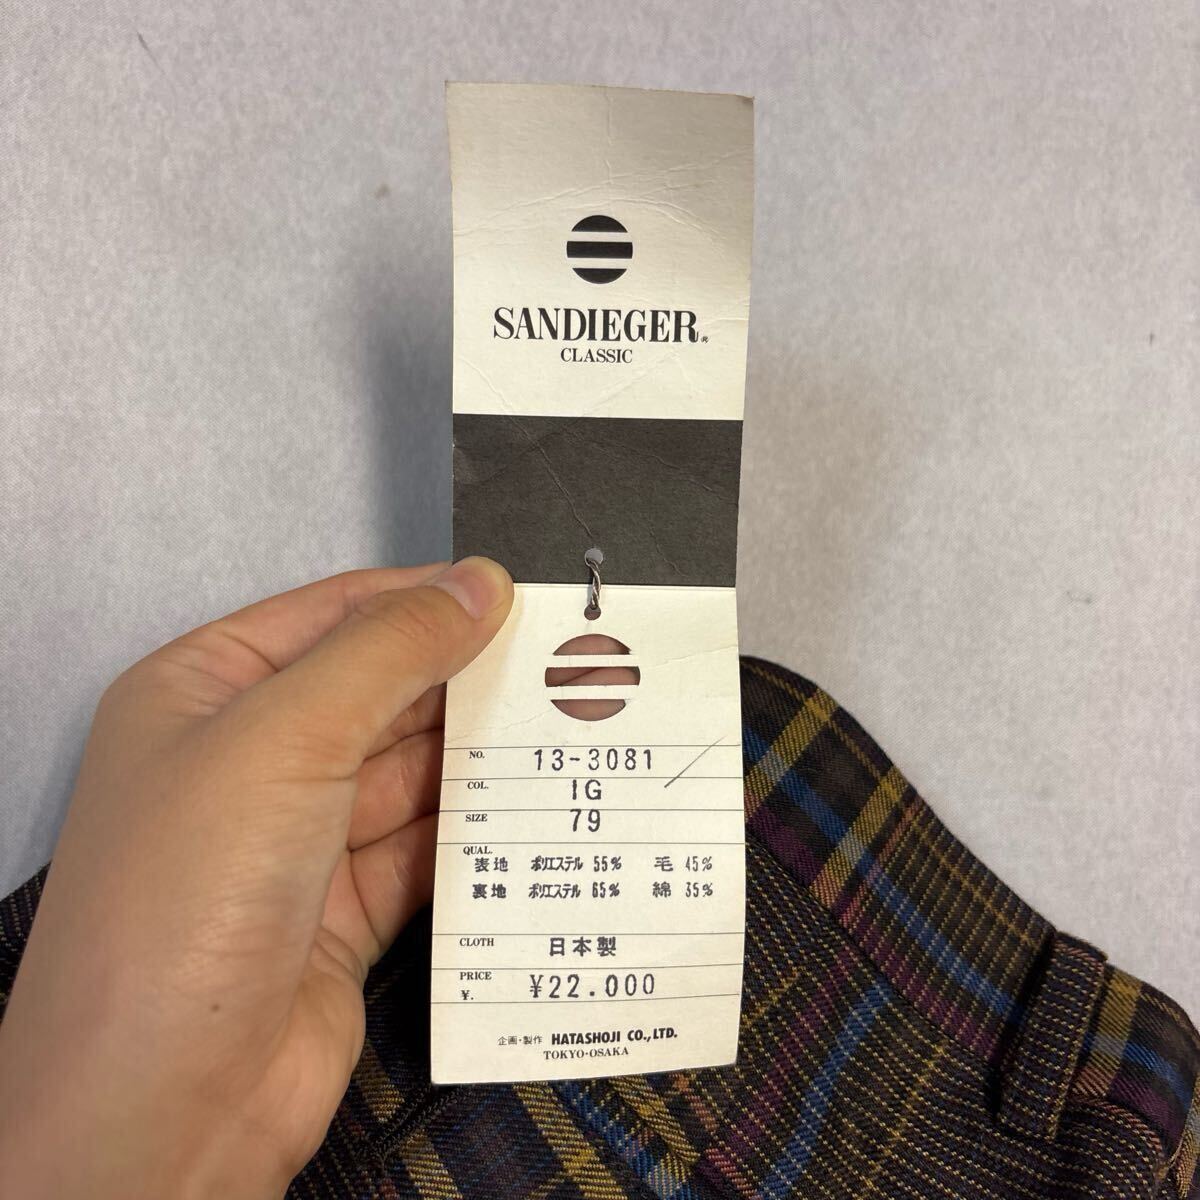 SANDIEGER®
CLASSIC
NO. 13-3081
COL. IG
SIZE 79
QUAL.
表地 ポリエステル 55% 毛 45%
裏地 ポリエステル 65% 綿 35%
CLOTH 日本製
PRICE
¥. ¥22.000
企画・製作 HATASHOJI CO.,LTD.
TOKYO·OSAKA